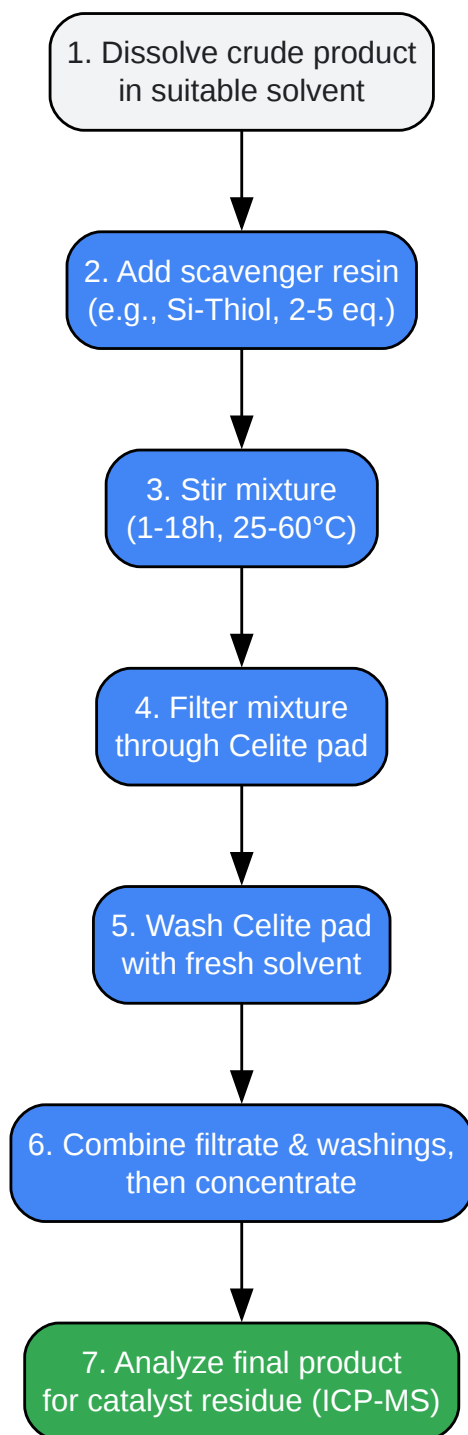 1. Dissolve crude product
in suitable solvent
2. Add scavenger resin
(e.g., Si-Thiol, 2-5 eq.)
3. Stir mixture
(1-18h, 25-60°C)
4. Filter mixture
through Celite pad
5. Wash Celite pad
with fresh solvent
6. Combine filtrate & washings,
then concentrate
7. Analyze final product
for catalyst residue (ICP-MS)